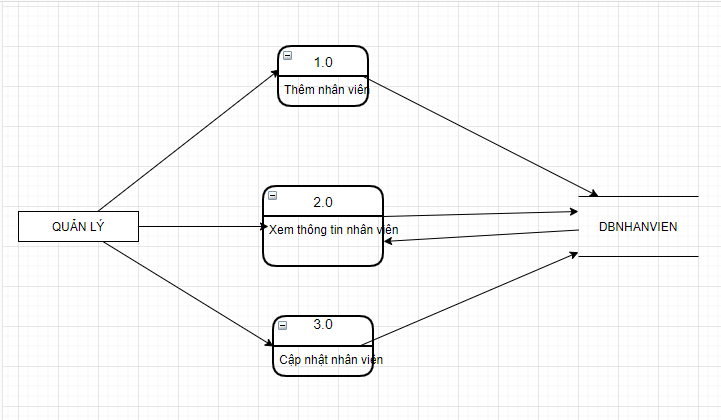 1.0
Thêm nhân viên
2.0
QUẢN LÝ
Xem thông tin nhân viên
DBNHANVIEN
3.0
Cập nhật nhân viên